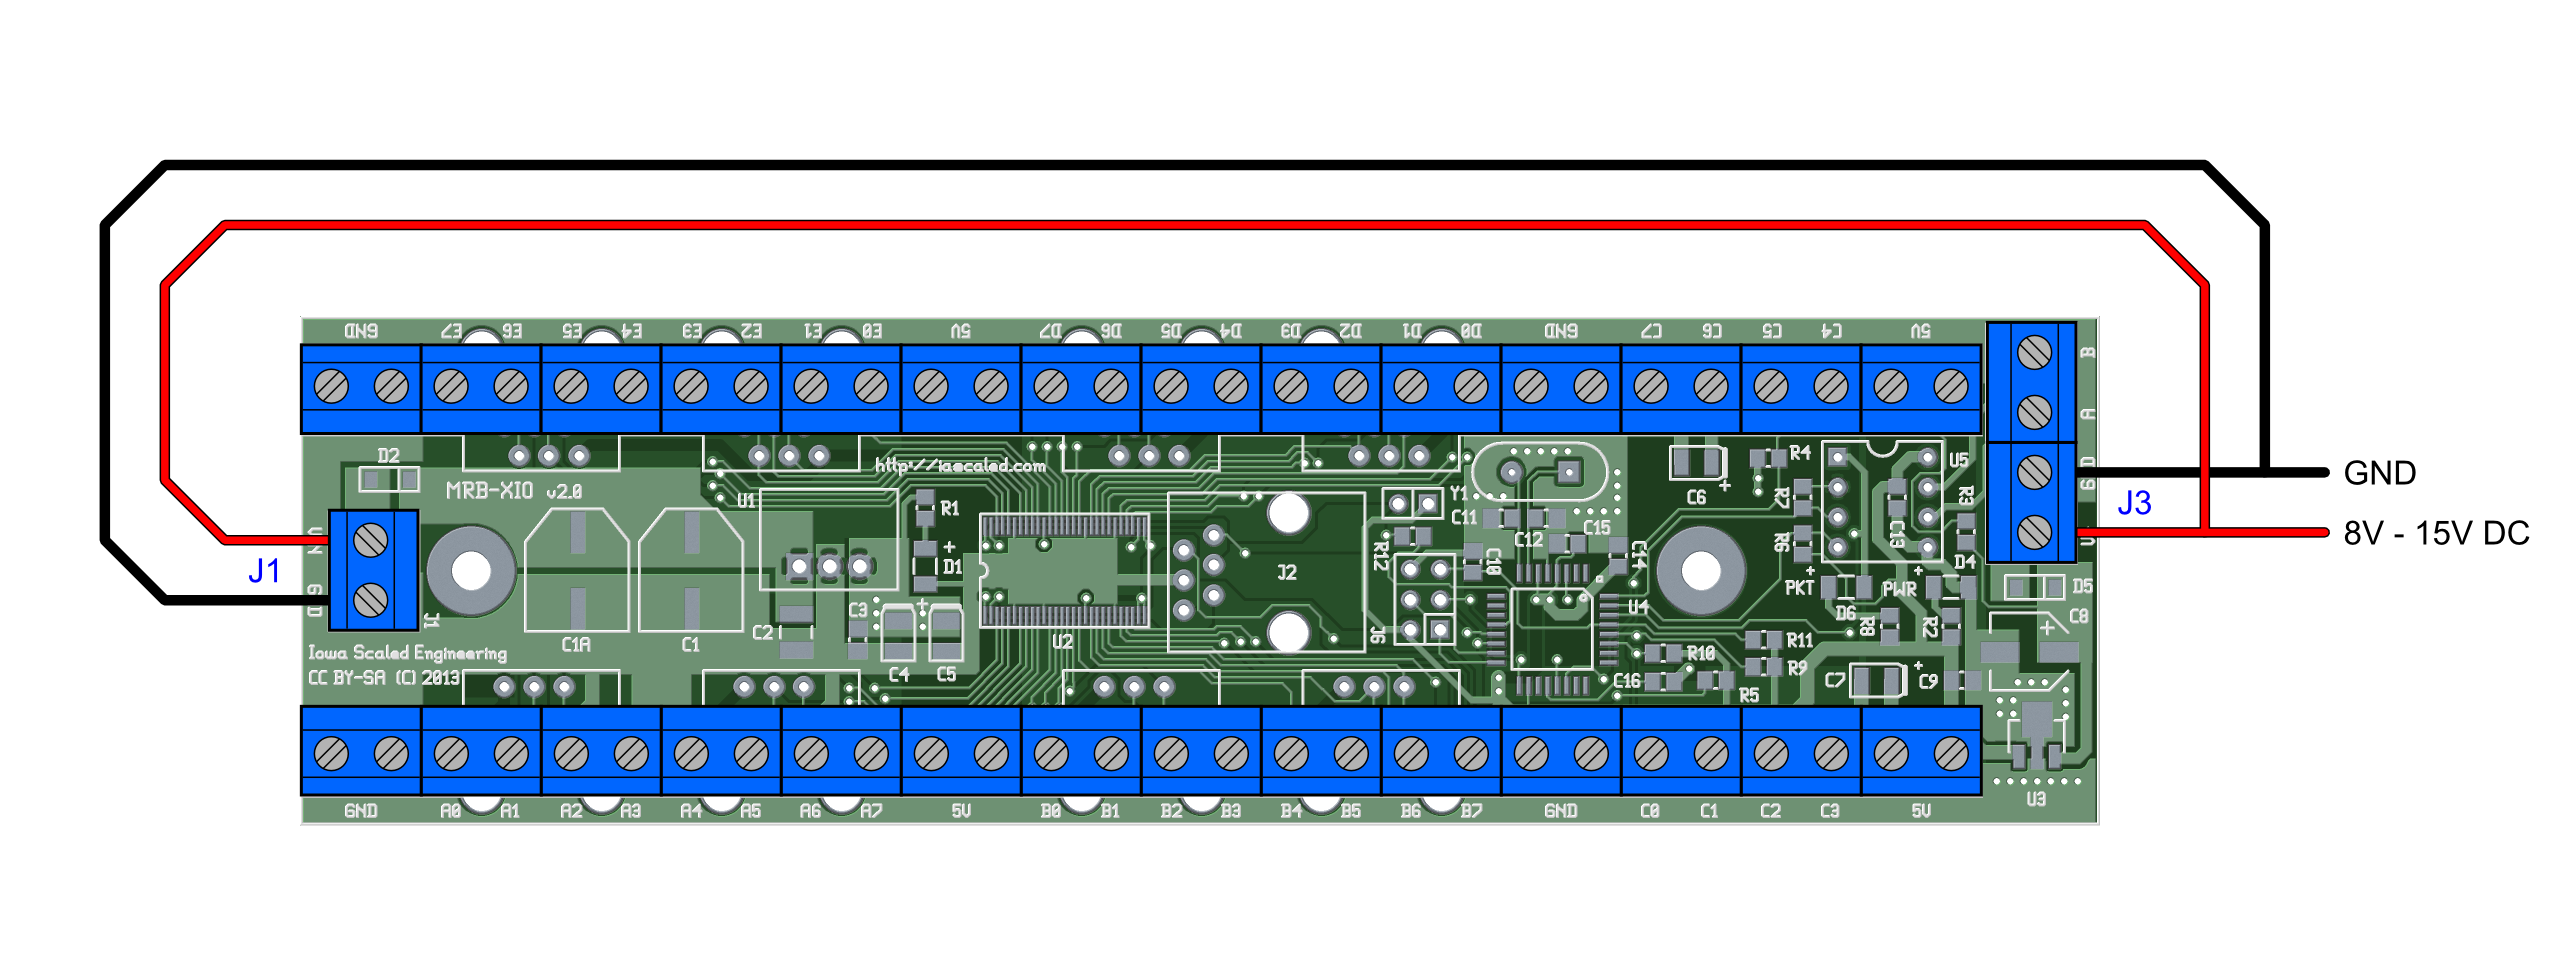 GND E7 E6 E5 E4 E3 E2 E1 E0 5V D7 D6 D5 D4 D3 D2 D1 D0 GND C7 C6 C5 C4 5V
B
A
GD
V
GND
J3
8V - 15V DC
D2
MRB-XIO v2.0
http://iascaled.com
U1
R1
+
D1
VIN
J1
GD
J1
C1A
C1
C2
C3
+
C4
C5
U2
J2
Y1
C11
C12
C15
R12
C10
C14
J6
U4
C6
+
R4
R7
R6
U5
R3
C13
+
PKT
D6
+
PWR
D4
D5
R8
R2
C8
+
R11
R10
R9
C16
R5
C7
+
C9
U3
Iowa Scaled Engineering
CC BY-SA (C) 2013
GND A0 A1 A2 A3 A4 A5 A6 A7 5V B0 B1 B2 B3 B4 B5 B6 B7 GND C0 C1 C2 C3 5V